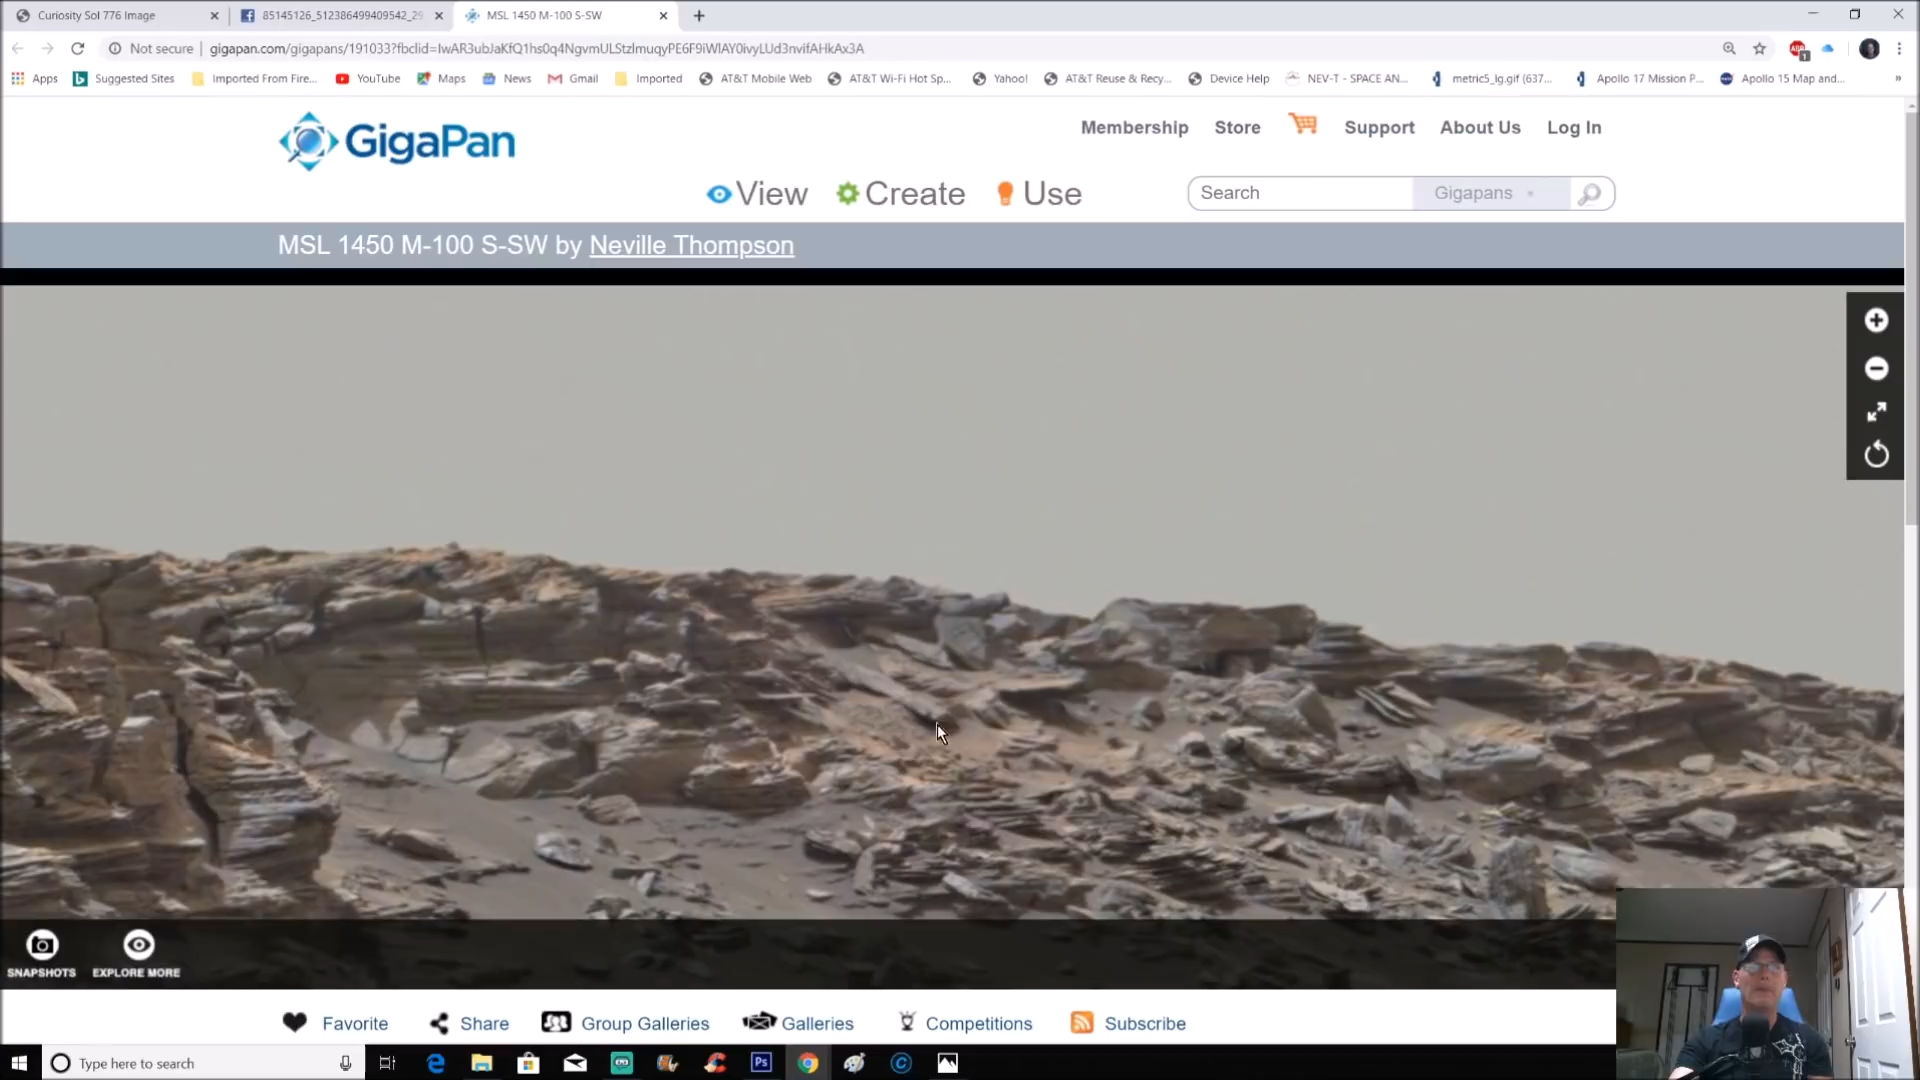 Curiosity Sol 776 Image
85145126_512386499409542_29
MSL 1450 M-100 S-SW
Not secure
gigapan.com/gigapans/191033?fbclid=IwAR3ubJaKfQ1hs0q4NgvmULStzlmuqyPE6F9iWlAY0ivyLUd3nvifAHkAx3A
Apps Suggested Sites Imported From Fire... YouTube Maps News Gmail Imported AT&T Mobile Web AT&T Wi-Fi Hot Sp... Yahoo! AT&T Reuse & Recy... Device Help NEV-T - SPACE AN... metric5_lg.gif (637... Apollo 17 Mission P... Apollo 15 Map and... »
GigaPan
Membership Store Support About Us Log In
View Create Use
Search Gigapans
MSL 1450 M-100 S-SW by Neville Thompson
SNAPSHOTS EXPLORE MORE
Favorite Share Group Galleries Galleries Competitions Subscribe
Type here to search